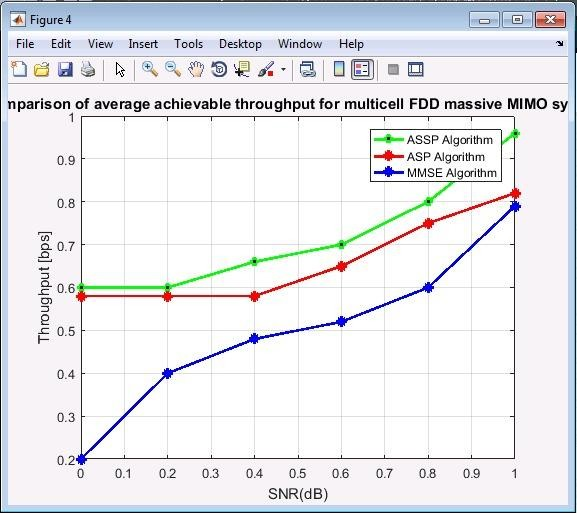 Figure 4
File Edit View Insert Tools Desktop Window Help
mparison of average achievable throughput for multicell FDD massive MIMO sy
ASSP Algorithm
ASP Algorithm
MMSE Algorithm
Throughput [bps]
1
0.9
0.8
0.7
0.6
0.5
0.4
0.3
0.2
0 0.1 0.2 0.3 0.4 0.5 0.6 0.7 0.8 0.9 1
SNR(dB)